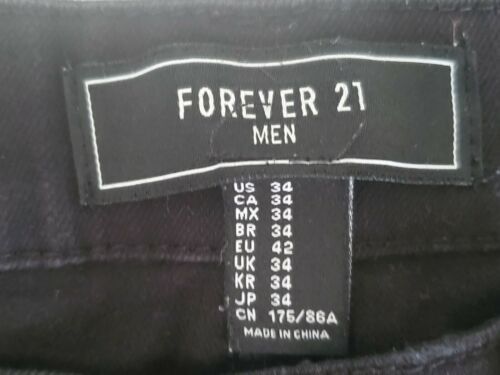 FOREVER 21
MEN
US 34
CA 34
MX 34
BR 34
EU 42
UK 34
KR 34
JP 34
CN 175/86A
MADE IN CHINA